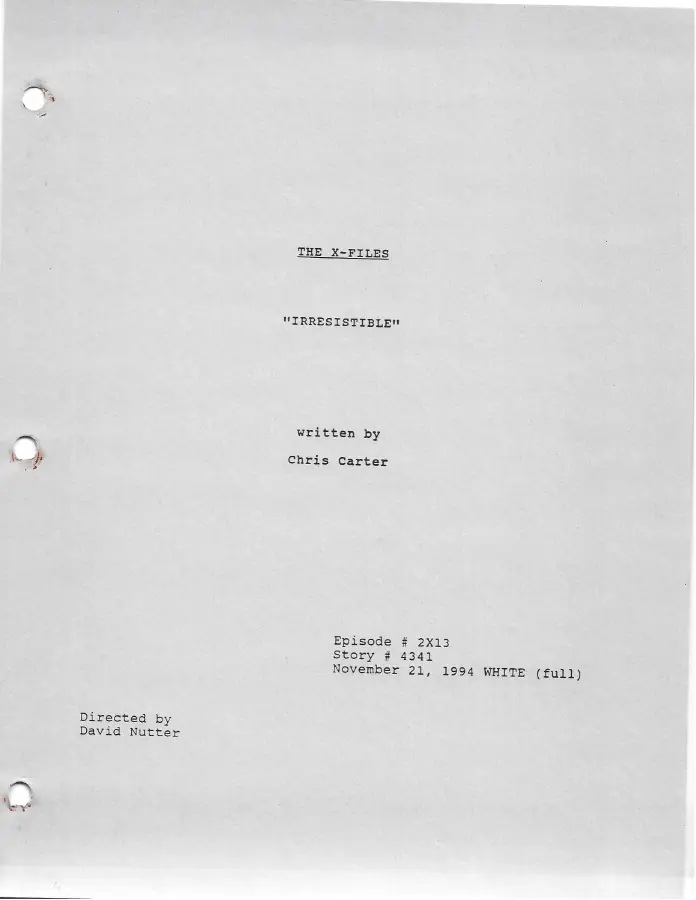 THE X-FILES
"IRRESISTIBLE"
written by
Chris Carter
Episode # 2X13
Story # 4341
November 21, 1994 WHITE (full)
Directed by
David Nutter